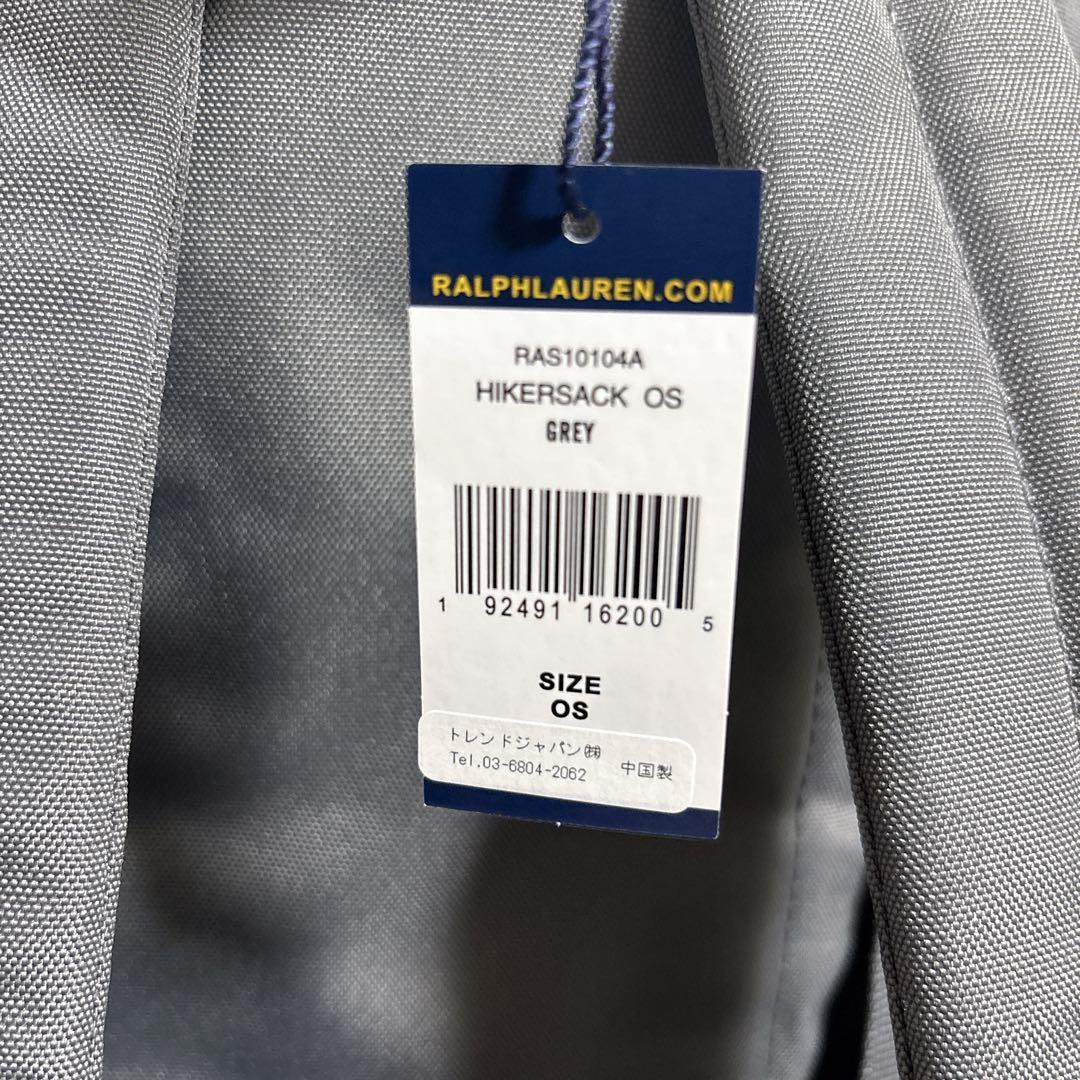 RALPHLAUREN.COM
RAS10104A
HIKERSACK OS
GREY
1 92491 16200 5
SIZE
OS
トレンドジャパン㈱
Tel.03-6804-2062 中国製